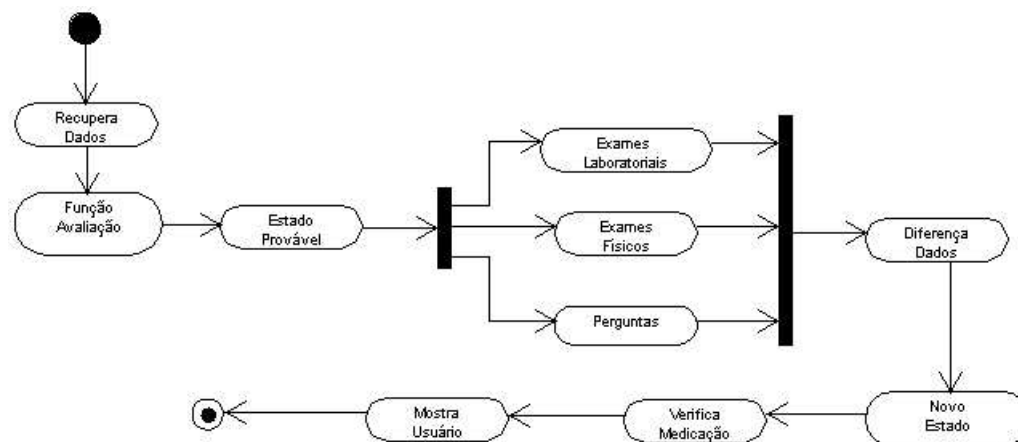 Recupera
Dados
Função
Avaliação
Estado
Provável
Exames
Laboratoriais
Exames
Físicos
Perguntas
Diferença
Dados
Novo
Estado
Verifica
Medicação
Mostra
Usuário